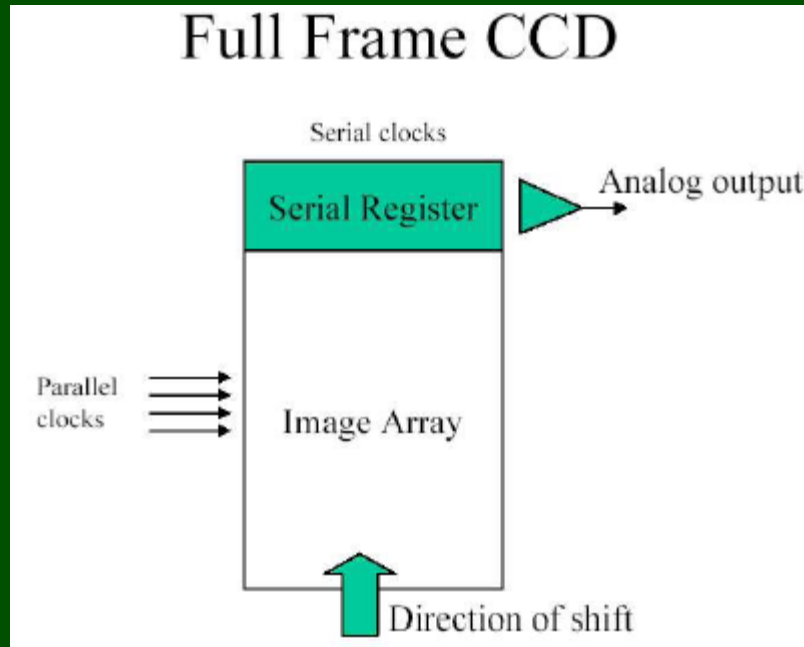 Full Frame CCD
Serial clocks
Serial Register
Analog output
Parallel
clocks
Image Array
Direction of shift